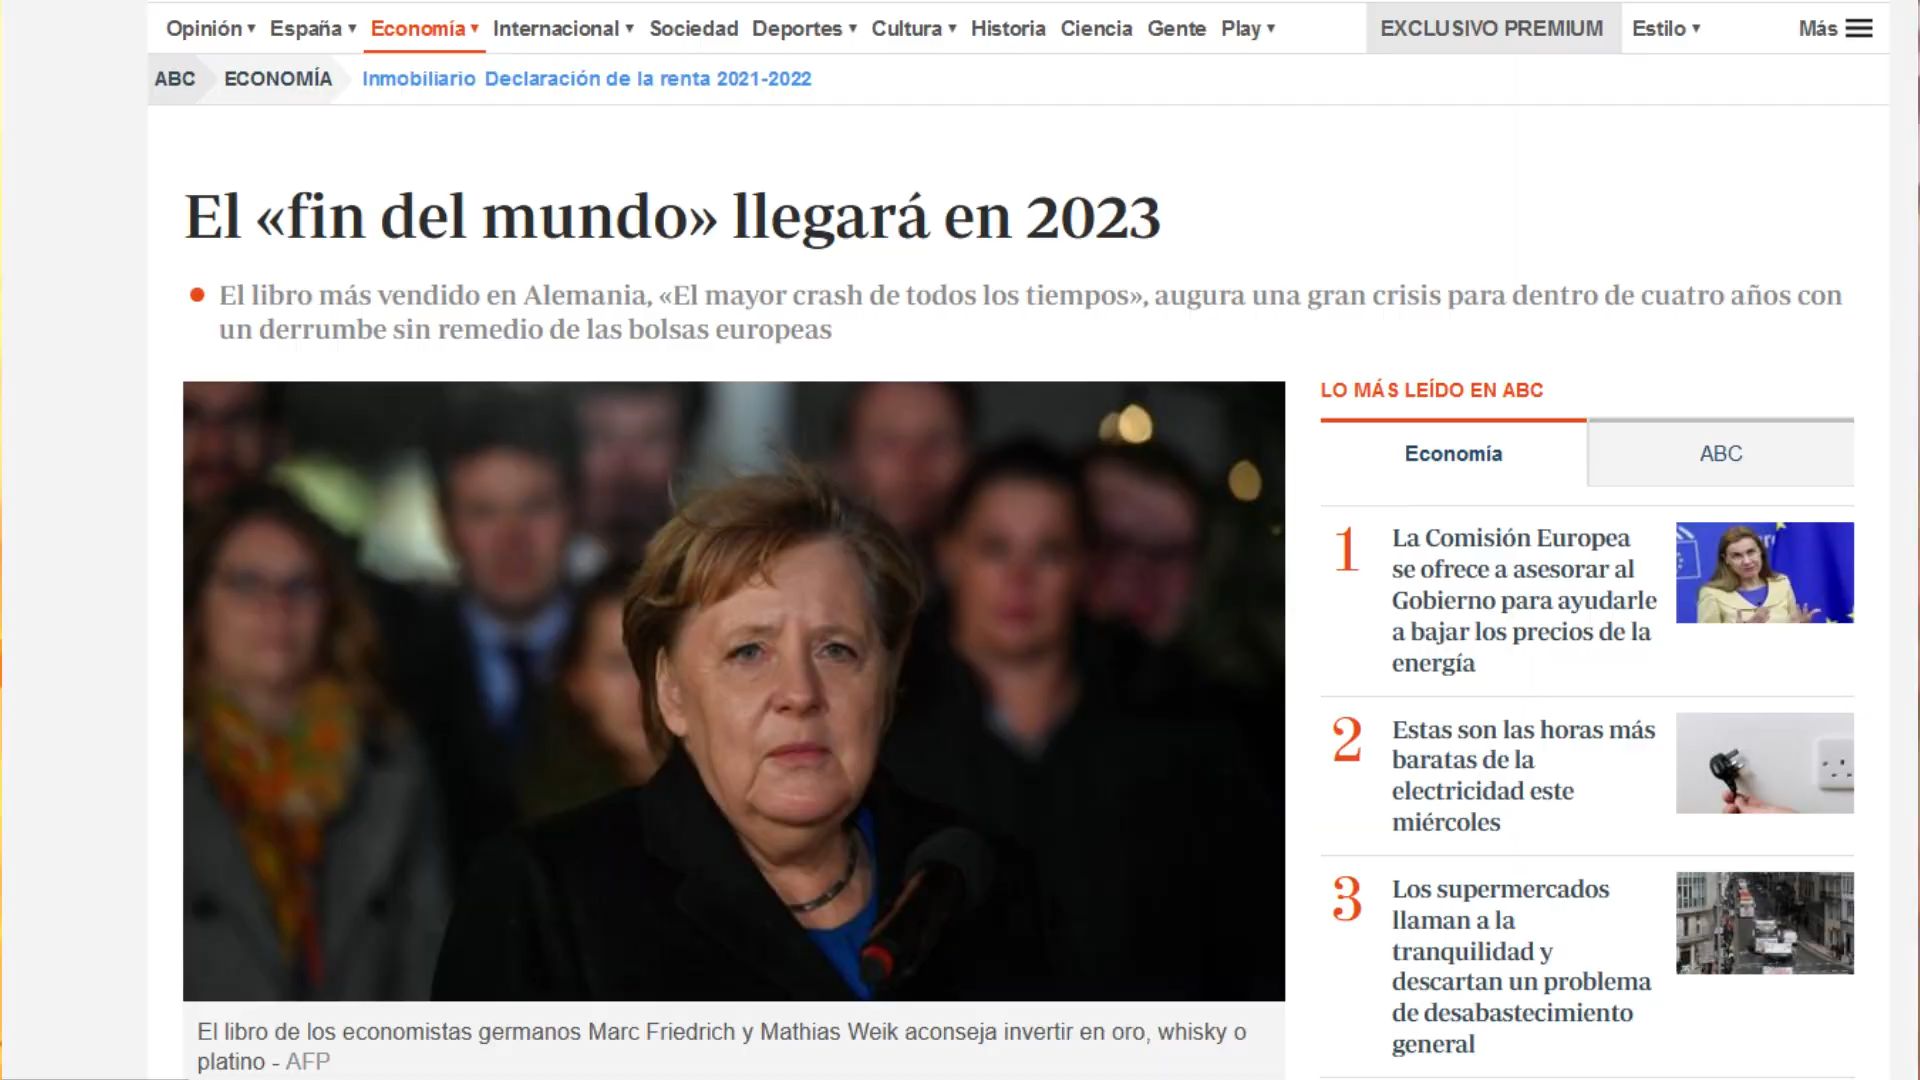 Opinión España Economía Internacional Sociedad Deportes Cultura Historia Ciencia Gente Play EXCLUSIVO PREMIUM Estilo Más
ABC ECONOMÍA Inmobiliario Declaración de la renta 2021-2022
El «fin del mundo» llegará en 2023
El libro más vendido en Alemania, «El mayor crash de todos los tiempos», augura una gran crisis para dentro de cuatro años con
un derrumbe sin remedio de las bolsas europeas
El libro de los economistas germanos Marc Friedrich y Mathias Weik aconseja invertir en oro, whisky o
platino - AFP
LO MÁS LEÍDO EN ABC
Economía ABC
1 La Comisión Europea
se ofrece a asesorar al
Gobierno para ayudarle
a bajar los precios de la
energía
2 Estas son las horas más
baratas de la
electricidad este
miércoles
3 Los supermercados
llaman a la
tranquilidad y
descartan un problema
de desabastecimiento
general